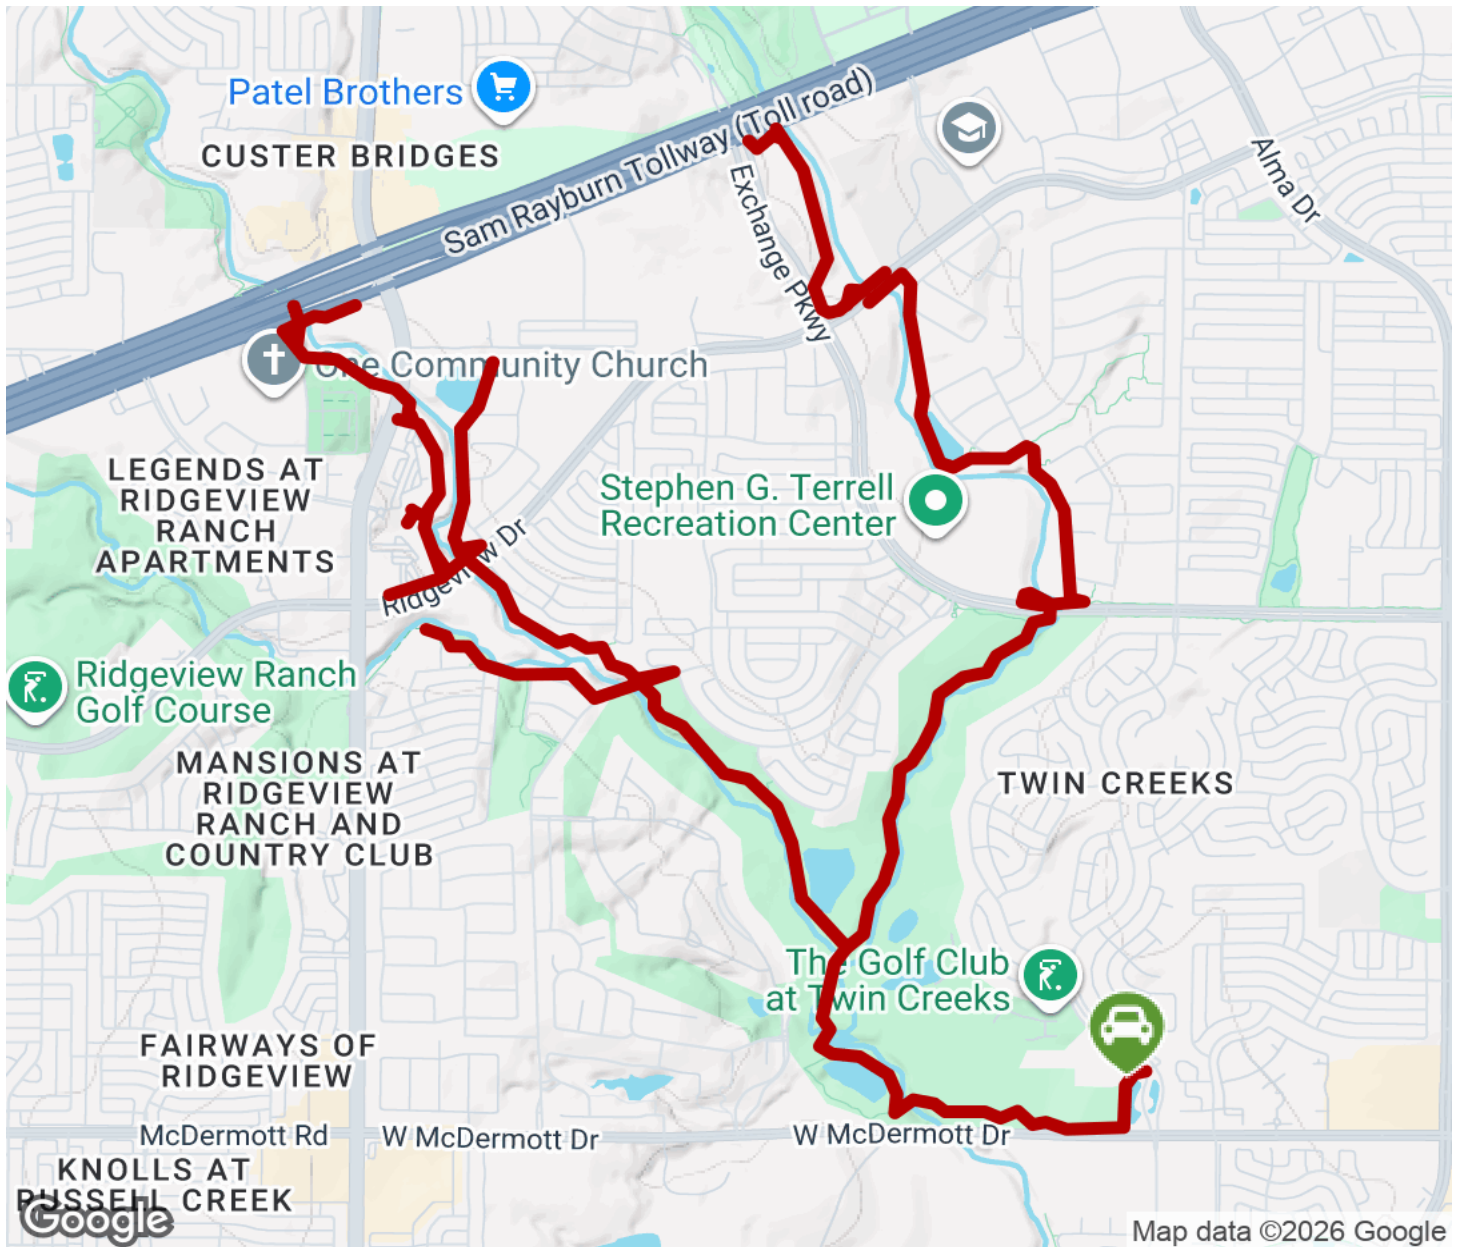 Patel Brothers
CUSTER BRIDGES
Sam Rayburn Tollway (Toll road)
Alma Dr
Exchange Pkwy
One Community Church
LEGENDS AT
RIDGEVIEW
RANCH
APARTMENTS
Stephen G. Terrell
Recreation Center
Ridgeview Dr
Ridgeview Ranch
Golf Course
MANSIONS AT
RIDGEVIEW
RANCH AND
COUNTRY CLUB
TWIN CREEKS
The Golf Club
at Twin Creeks
FAIRWAYS OF
RIDGEVIEW
McDermott Rd
W McDermott Dr
W McDermott Dr
KNOLLS AT
RUSSELL CREEK
Google
Map data ©2026 Google